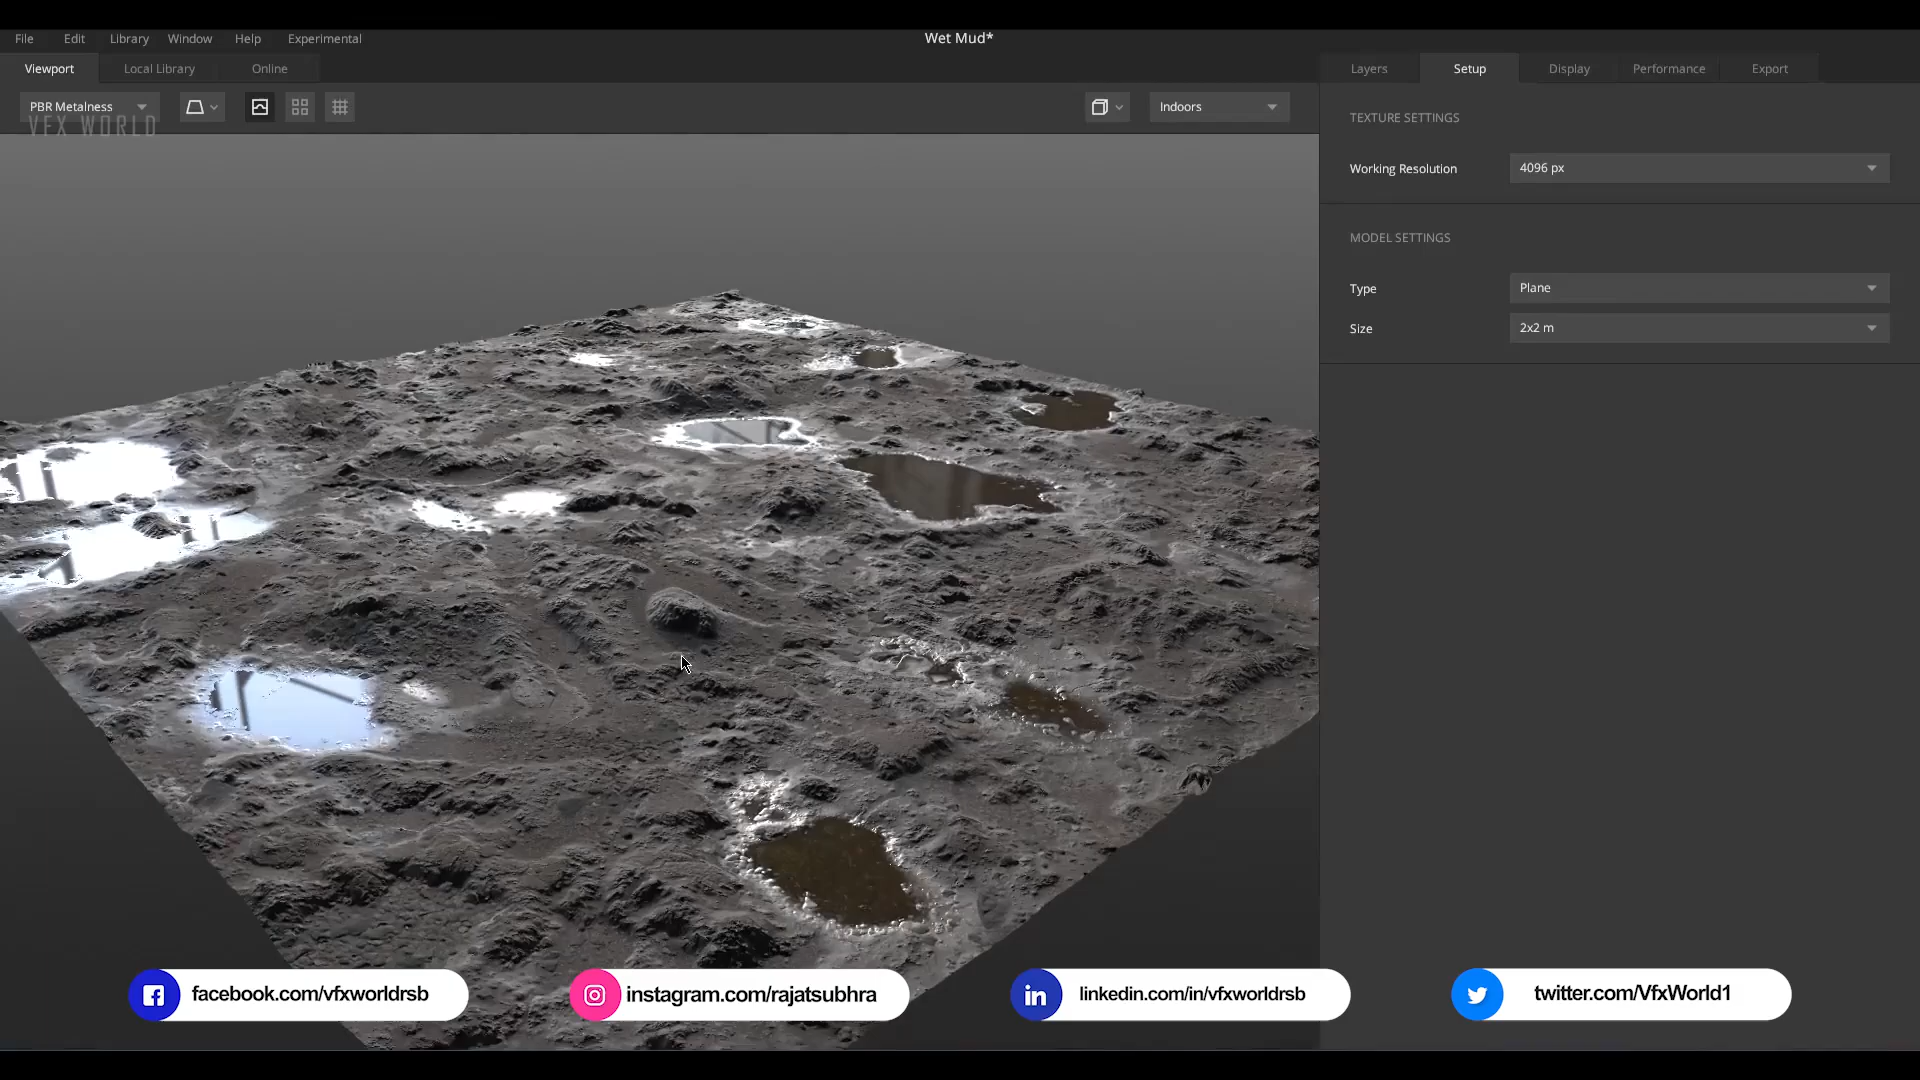 File Edit Library Window Help Experimental
Wet Mud*
Viewport Local Library Online
Layers Setup Display Performance Export
PBR Metalness
Indoors
VFX WORLD
TEXTURE SETTINGS
Working Resolution 4096 px
MODEL SETTINGS
Type Plane
Size 2x2 m
facebook.com/vfxworldrsb
instagram.com/rajatsubhra
linkedin.com/in/vfxworldrsb
twitter.com/VfxWorld1